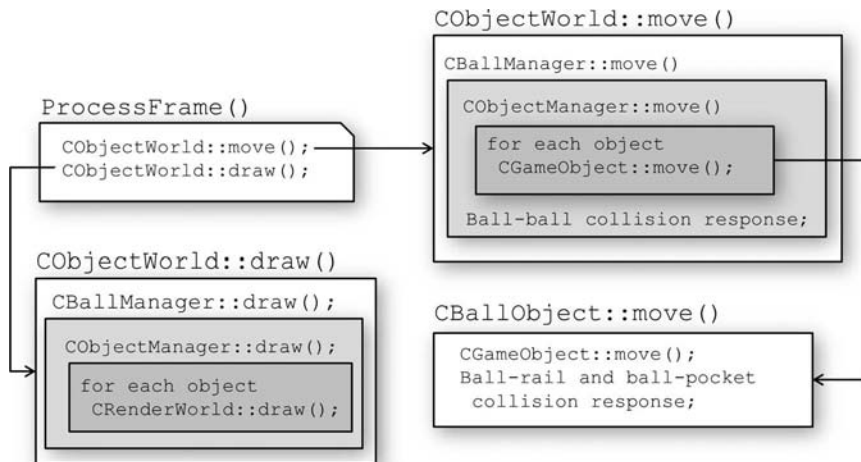 ProcessFrame()
CObjectWorld::move();
CObjectWorld::draw();
CObjectWorld::move()
CBallManager::move()
CObjectManager::move()
for each object
CGameObject::move();
Ball-ball collision response;
CObjectWorld::draw()
CBallManager::draw();
CObjectManager::draw();
for each object
CRenderWorld::draw();
CBallObject::move()
CGameObject::move();
Ball-rail and ball-pocket
collision response;